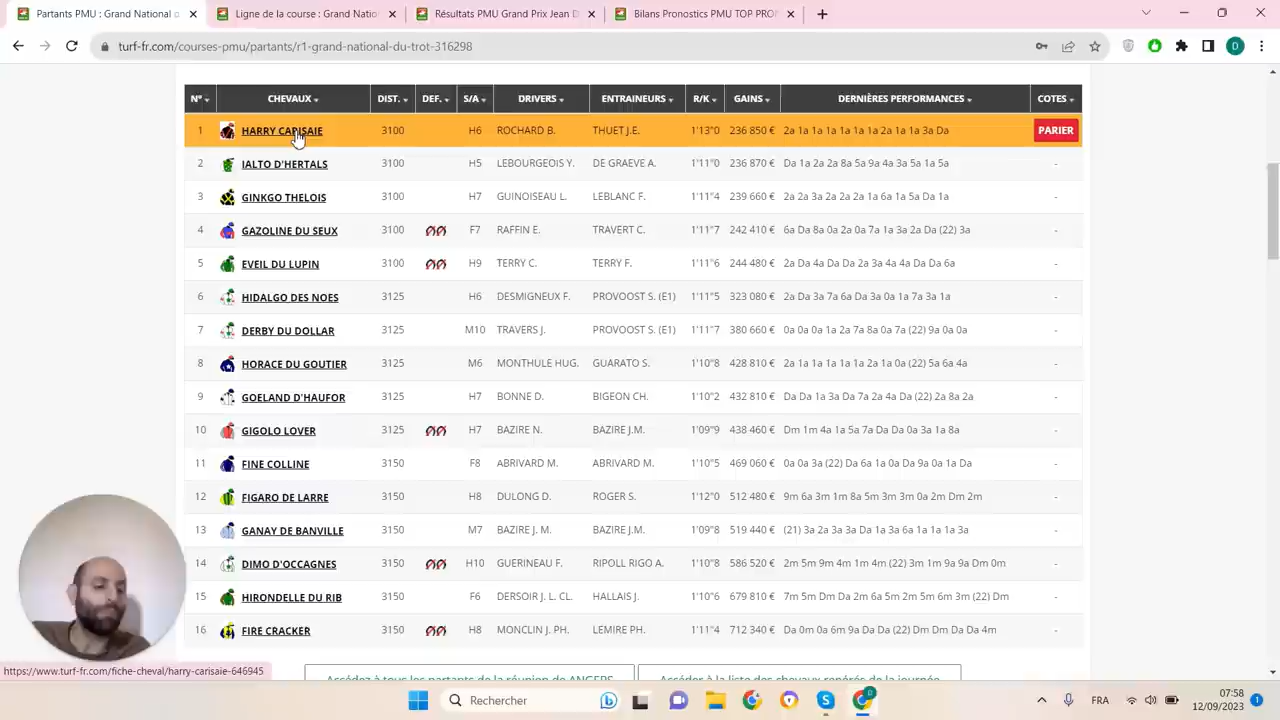 Partants PMU : Grand National d
Ligne de la course : Grand Nation
Résultats PMU Grand Prix Jean D
Bilans Pronostics PMU TOP PRO
turf-fr.com/courses-pmu/partants/r1-grand-national-du-trot-316298
N° CHEVAUX DIST. DEF. S/A DRIVERS ENTRAINEURS R/K GAINS DERNIÈRES PERFORMANCES COTES
1 HARRY CARISAIE 3100 H6 ROCHARD B. THUET J.E. 1'13"0 236 850 € 2a 1a 1a 1a 1a 1a 2a 1a 1a 3a Da PARIER
2 IALTO D'HERTALS 3100 H5 LEBOURGEOIS Y. DE GRAEVE A. 1'11"0 236 870 € Da 1a 2a 2a 8a 5a 9a 4a 3a 5a 1a 5a -
3 GINKGO THELOIS 3100 H7 GUINOISEAU L. LEBLANC F. 1'11"4 239 660 € 2a 2a 3a 2a 2a 2a 1a 6a 1a 5a Da 1a -
4 GAZOLINE DU SEUX 3100 F7 RAFFIN E. TRAVERT C. 1'11"7 242 410 € 6a Da 8a 0a 2a 0a 7a 1a 3a 2a Da (22) 3a -
5 EVEIL DU LUPIN 3100 H9 TERRY C. TERRY F. 1'11"6 244 480 € 2a Da 4a Da Da 2a 3a 4a 4a Da Da 6a -
6 HIDALGO DES NOES 3125 H6 DESMIGNEUX F. PROVOOST S. (E1) 1'11"5 323 080 € 2a Da 3a 7a 6a Da 3a 0a 1a 7a 3a 1a -
7 DERBY DU DOLLAR 3125 M10 TRAVERS J. PROVOOST S. (E1) 1'11"7 380 660 € 0a 0a 0a 1a 2a 7a 8a 0a 7a (22) 9a 0a 0a -
8 HORACE DU GOUTIER 3125 M6 MONTHULE HUG. GUARATO S. 1'10"8 428 810 € 2a 1a 1a 1a 1a 1a 2a 1a 0a (22) 5a 6a 4a -
9 GOELAND D'HAUFOR 3125 H7 BONNE D. BIGEON CH. 1'10"2 432 810 € Da Da 1a 3a Da 7a 2a 4a Da (22) 2a 8a 2a -
10 GIGOLO LOVER 3125 H7 BAZIRE N. BAZIRE J.M. 1'09"9 438 460 € Dm 1m 4a 1a 5a 7a Da Da 0a 3a 1a 8a -
11 FINE COLLINE 3150 F8 ABRIVARD M. ABRIVARD M. 1'10"5 469 060 € 0a 0a 3a (22) Da 6a 1a 0a Da 9a 0a 1a Da -
12 FIGARO DE LARRE 3150 H8 DULONG D. ROGER S. 1'12"0 512 480 € 9m 6a 3m 1m 8a 5m 3m 3m 0a 2m Dm 2m -
13 GANAY DE BANVILLE 3150 M7 BAZIRE J. M. BAZIRE J.M. 1'09"8 519 440 € (21) 3a 2a 3a 3a Da 1a 3a 6a 1a 1a 1a 3a -
14 DIMO D'OCCAGNES 3150 H10 GUERINEAU F. RIPOLL RIGO A. 1'10"8 586 520 € 2m 5m 9m 4m 1m 4m (22) 3m 1m 9a 9a Dm 0m -
15 HIRONDELLE DU RIB 3150 F6 DERSOIR J. L. CL. HALLAIS J. 1'10"6 679 810 € 7m 5m Dm Da 2m 6a 5m 2m 5m 6m 3m (22) Dm -
16 FIRE CRACKER 3150 H8 MONCLIN J. PH. LEMIRE PH. 1'11"4 712 340 € Da 0m 0a 6m 9a Da Da (22) Dm Dm Da Da 4m -
Accédez à tous les partants de la réunion de ANGERS
Accéder à la liste des chevaux repérés de la journée
https://www.turf-fr.com/fiche-cheval/harry-carisaie-646945
Rechercher
FRA
07:58
12/09/2023